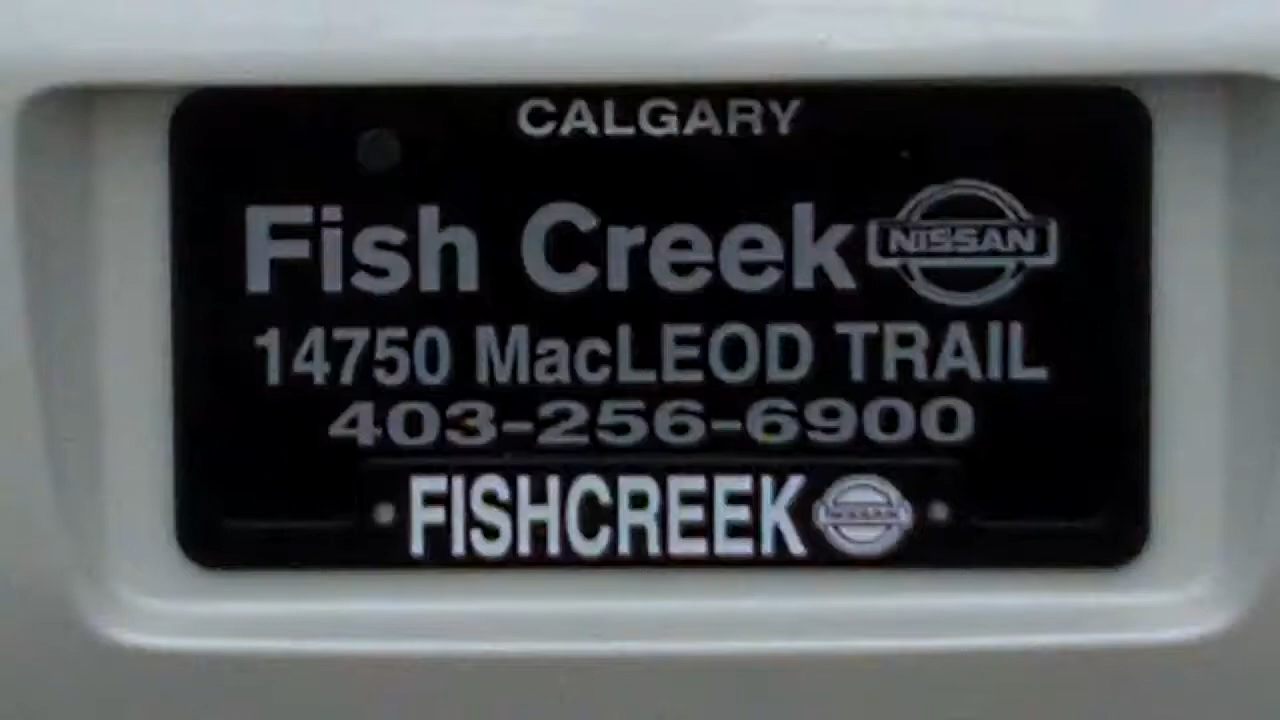 CALGARY
Fish Creek NISSAN
14750 MacLEOD TRAIL
403-256-6900
FISHCREEK NISSAN